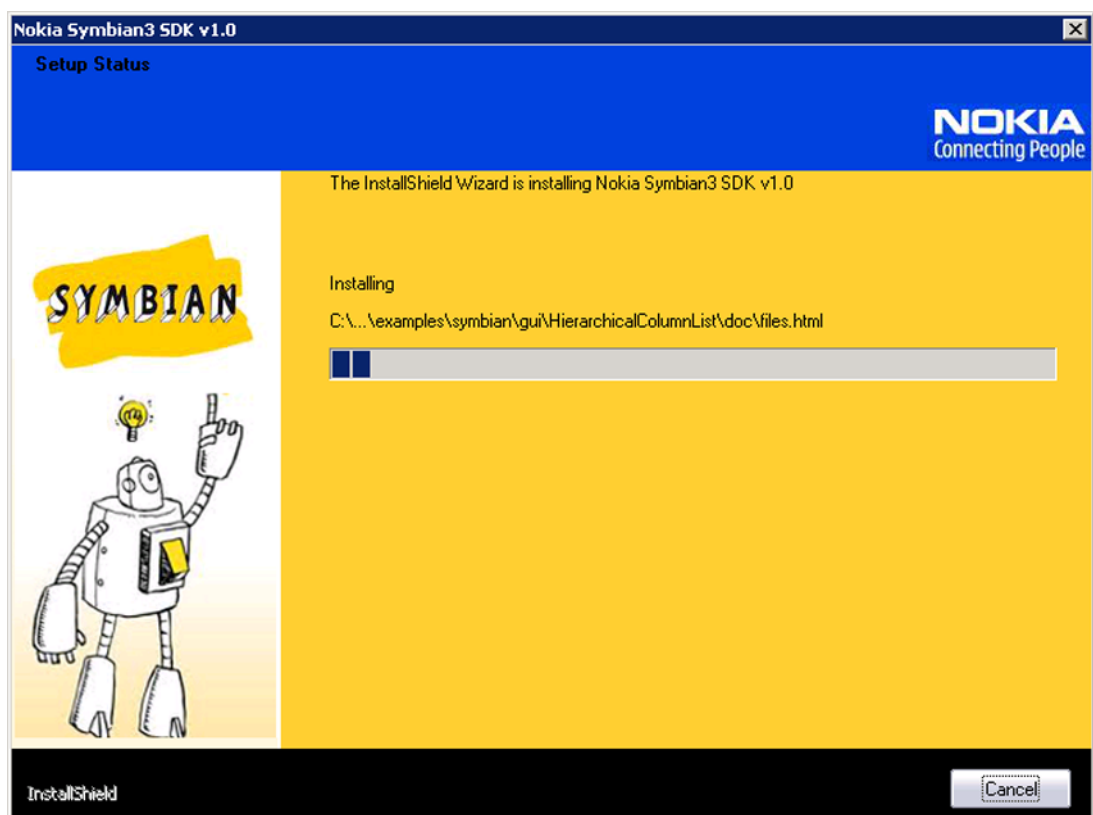 Nokia Symbian3 SDK v1.0
Setup Status
NOKIA
Connecting People
The InstallShield Wizard is installing Nokia Symbian3 SDK v1.0
SYMBIAN
Installing
C:\...\examples\symbian\gui\HierarchicalColumnList\doc\files.html
InstallShield
Cancel